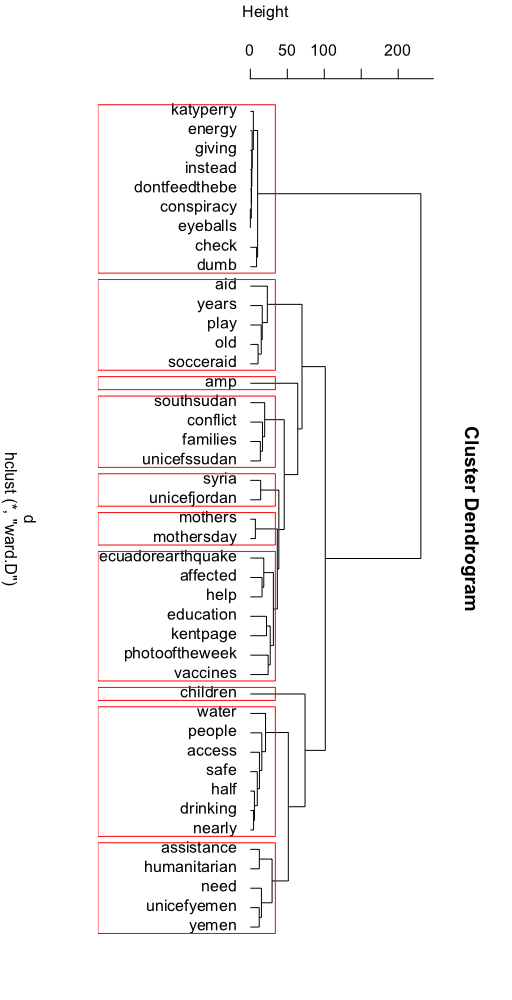 Height
0 50 100 200
katyperry
energy
giving
instead
dontfeedthebe
conspiracy
eyeballs
check
dumb
aid
years
play
old
socceraid
amp
southsudan
conflict
families
unicefssudan
syria
unicefjordan
mothers
mothersday
ecuadorearthquake
affected
help
education
kentpage
photooftheweek
vaccines
children
water
people
access
safe
half
drinking
nearly
assistance
humanitarian
need
unicefyemen
yemen
Cluster Dendrogram
d
hclust (*, "ward.D")